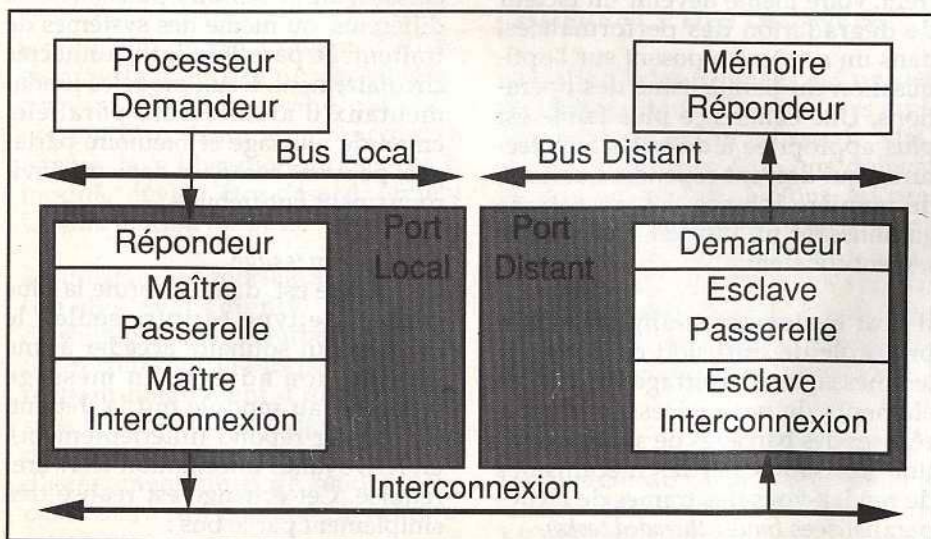 Processeur
Demandeur
Mémoire
Répondeur
Bus Local
Bus Distant
Répondeur
Maître
Passerelle
Maître
Interconnexion
Port
Local
Port
Distant
Demandeur
Esclave
Passerelle
Esclave
Interconnexion
Interconnexion